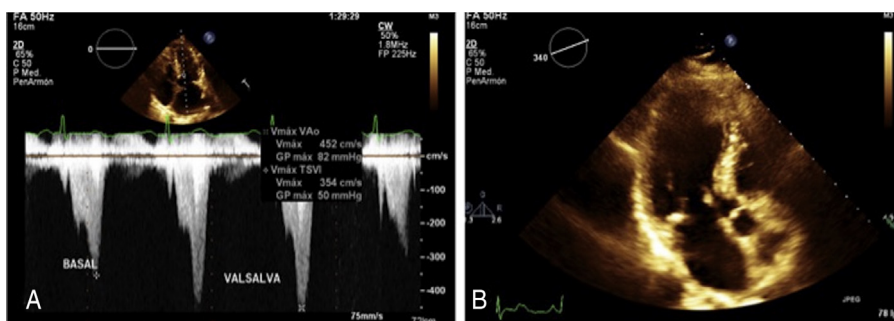 FA 50Hz
16cm
2D
65%
C 50
P Med.
PenArmón
0
1:29:29
CW
50%
1.8MHz
FP 225Hz
M3
Vmáx VAo
Vmáx 452 cm/s
GP máx 82 mmHg
Vmáx TSVI
Vmáx 354 cm/s
GP máx 50 mmHg
cm/s
-100
-200
-300
-400
BASAL
VALSALVA
A
75mm/s
FA 50Hz
16cm
2D
65%
C 50
P Med.
PenArmón
340
M3
G
P R
2.6
B
JPEG